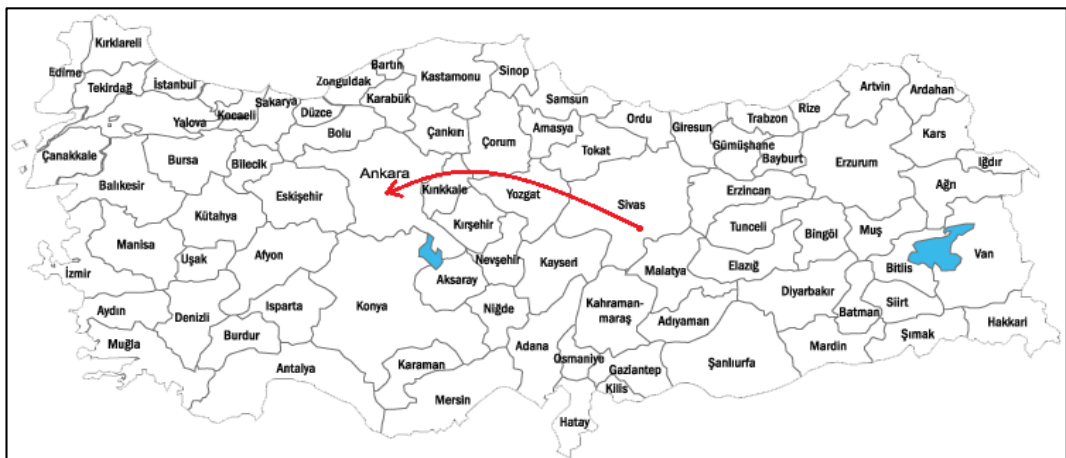 Kırklareli
Edirne
Tekirdağ
İstanbul
Yalova
Kocaeli
Sakarya
Düzce
Zonguldak
Bartın
Karabük
Kastamonu
Sinop
Samsun
Ordu
Giresun
Trabzon
Rize
Artvin
Ardahan
Kars
Iğdır
Çanakkale
Balıkesir
Bursa
Bilecik
Bolu
Çankırı
Çorum
Amasya
Tokat
Gümüşhane
Bayburt
Erzurum
Ağrı
Kütahya
Eskişehir
Ankara
Kırıkkale
Yozgat
Sivas
Erzincan
Tunceli
Bingöl
Muş
Van
Manisa
İzmir
Uşak
Afyon
Kırşehir
Nevşehir
Aksaray
Kayseri
Malatya
Elazığ
Bitlis
Aydın
Denizli
Isparta
Burdur
Konya
Niğde
Kahraman-
maraş
Adıyaman
Diyarbakır
Batman
Siirt
Şırnak
Hakkari
Muğla
Antalya
Karaman
Mersin
Adana
Osmaniye
Gaziantep
Kilis
Hatay
Şanlıurfa
Mardin